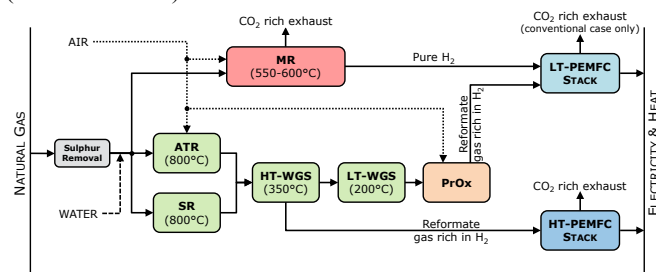 CO₂ rich exhaust
CO₂ rich exhaust
(conventional case only)
AIR
MR
(550-600°C)
Pure H₂
LT-PEMFC
STACK
NATURAL GAS
Sulphur
Removal
ATR
(800°C)
HT-WGS
(350°C)
LT-WGS
(200°C)
PrOx
Reformate
gas rich in H₂
WATER
SR
(800°C)
Reformate
gas rich in H₂
CO₂ rich exhaust
HT-PEMFC
STACK
ELECTRICITY & HEAT